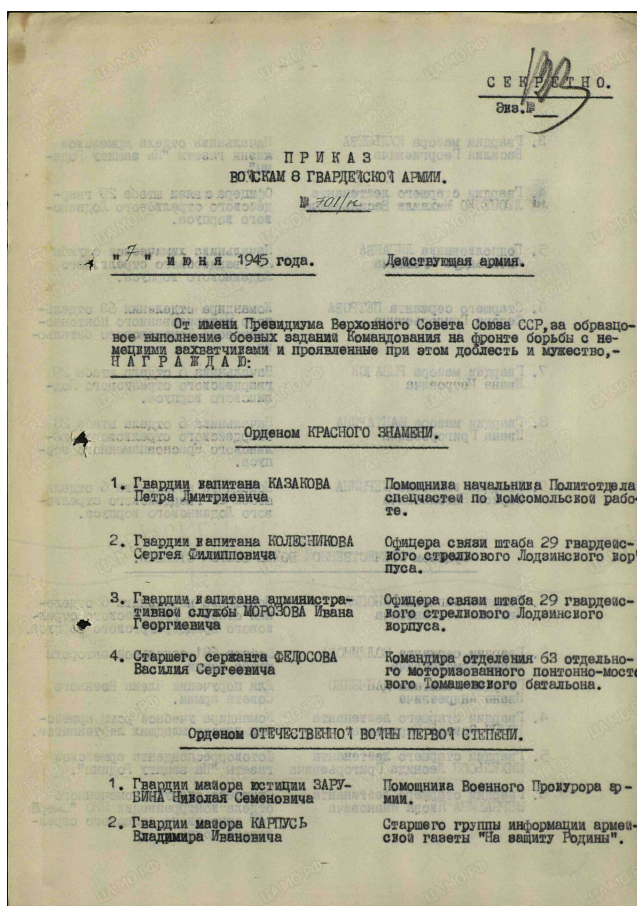 СЕКРЕТНО.
Экз.№
ПРИКАЗ
ВОЙСКАМ 8 ГВАРДЕЙСКОЙ АРМИИ.
№ 701/н
"7" июня 1945 года. Действующая армия.
От имени Президиума Верховного Совета Союза ССР, за образцо-
вое выполнение боевых заданий Командования на фронте борьбы с не-
мецкими захватчиками и проявленные при этом доблесть и мужество,-
НАГРАЖДАЮ:
Орденом КРАСНОГО ЗНАМЕНИ.
1. Гвардии капитана КАЗАКОВА Помощника начальника Политотдела
Петра Дмитриевича спецчастей по комсомольской рабо-
те.
2. Гвардии капитана КОЛЕСНИКОВА Офицера связи штаба 29 гвардейс-
Сергея Филипповича кого стрелкового Лодзинского кор-
пуса.
3. Гвардии капитана администра- Офицера связи штаба 29 гвардейс-
тивной службы МОРОЗОВА Ивана кого стрелкового Лодзинского
Георгиевича корпуса.
4. Старшего сержанта ФЕДОСОВА Командира отделения 63 отдельно-
Василия Сергеевича го моторизованного понтонно-мосто
вого Томашевского батальона.
Орденом ОТЕЧЕСТВЕННОЙ ВОЙНЫ ПЕРВОЙ СТЕПЕНИ.
1. Гвардии майора юстиции ЗАРУ- Помощника Военного Прокурора ар-
БИНА Николая Семеновича мии.
2. Гвардии майора КАРПУСЬ Старшего группы информации армей-
Владимира Ивановича ской газеты "На защиту Родины".